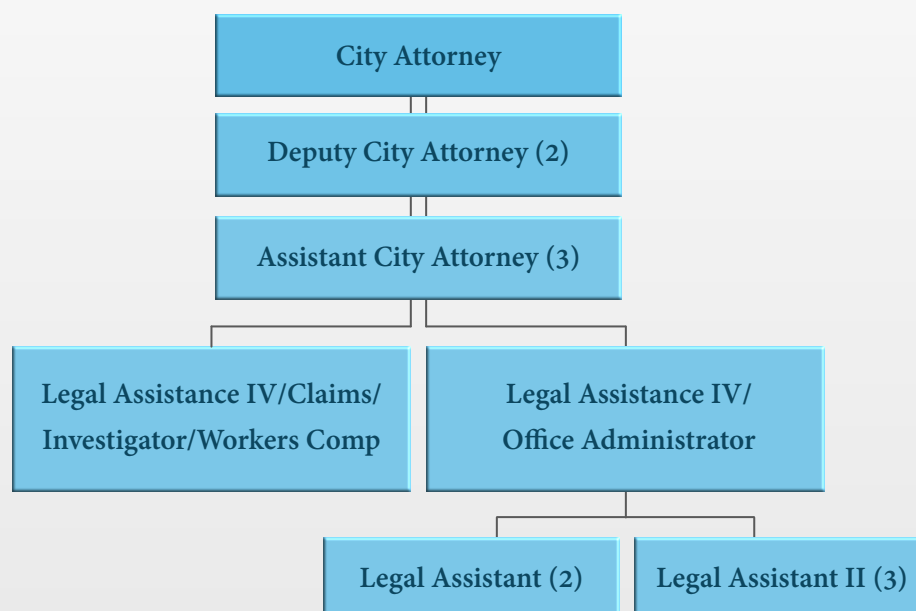 City Attorney
Deputy City Attorney (2)
Assistant City Attorney (3)
Legal Assistance IV/Claims/
Investigator/Workers Comp
Legal Assistance IV/
Office Administrator
Legal Assistant (2)
Legal Assistant II (3)